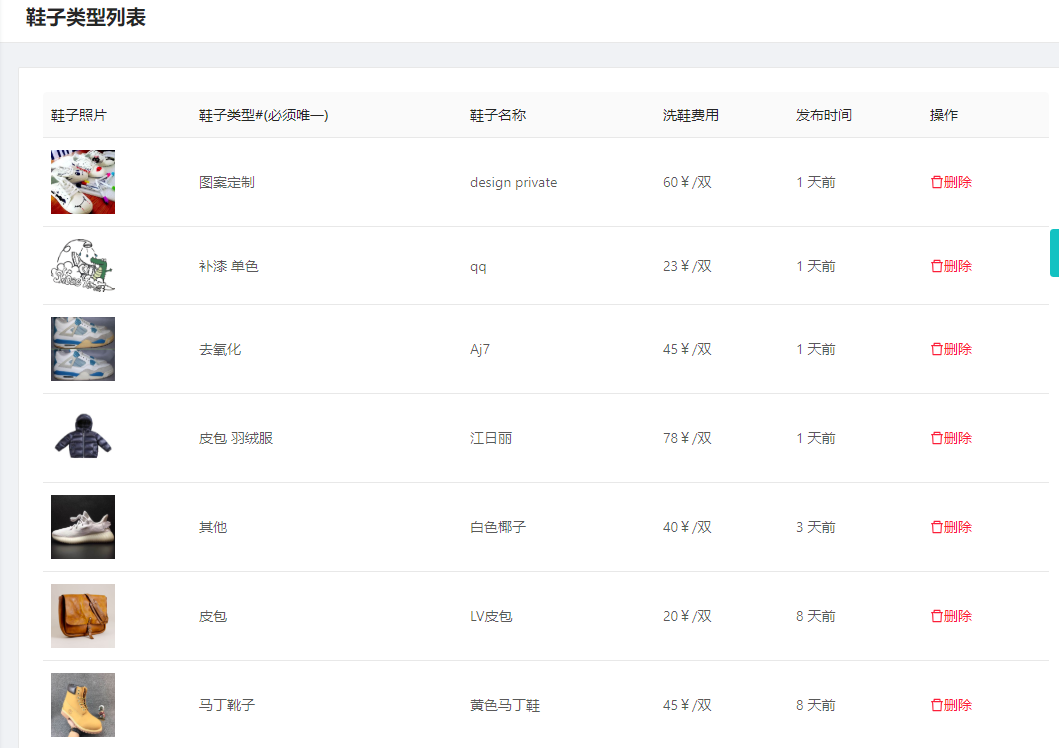 鞋子类型列表
鞋子照片 鞋子类型#(必须唯一) 鞋子名称 洗鞋费用 发布时间 操作
图案定制 design private 60￥/双 1 天前 删除
补漆 单色 qq 23￥/双 1 天前 删除
去氧化 Aj7 45￥/双 1 天前 删除
皮包 羽绒服 江日丽 78￥/双 1 天前 删除
其他 白色椰子 40￥/双 3 天前 删除
皮包 LV皮包 20￥/双 8 天前 删除
马丁靴子 黄色马丁鞋 45￥/双 8 天前 删除